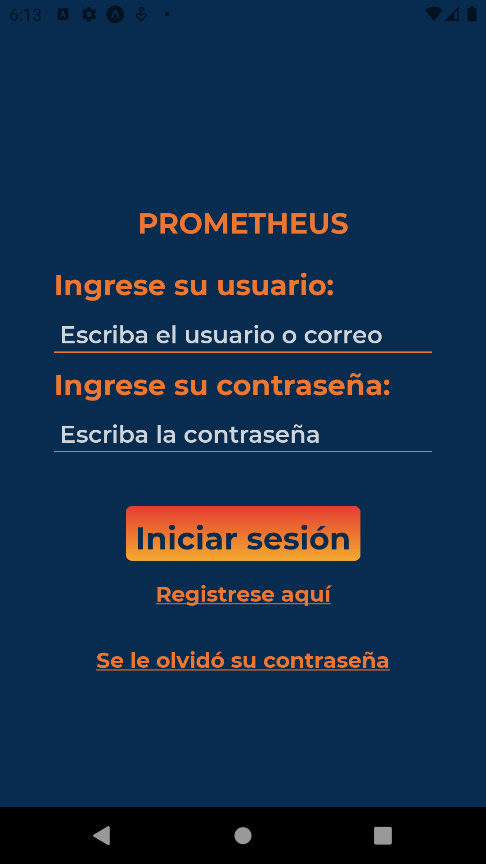 6:13
PROMETHEUS
Ingrese su usuario:
Escriba el usuario o correo
Ingrese su contraseña:
Escriba la contraseña
Iniciar sesión
Registrese aquí
Se le olvidó su contraseña